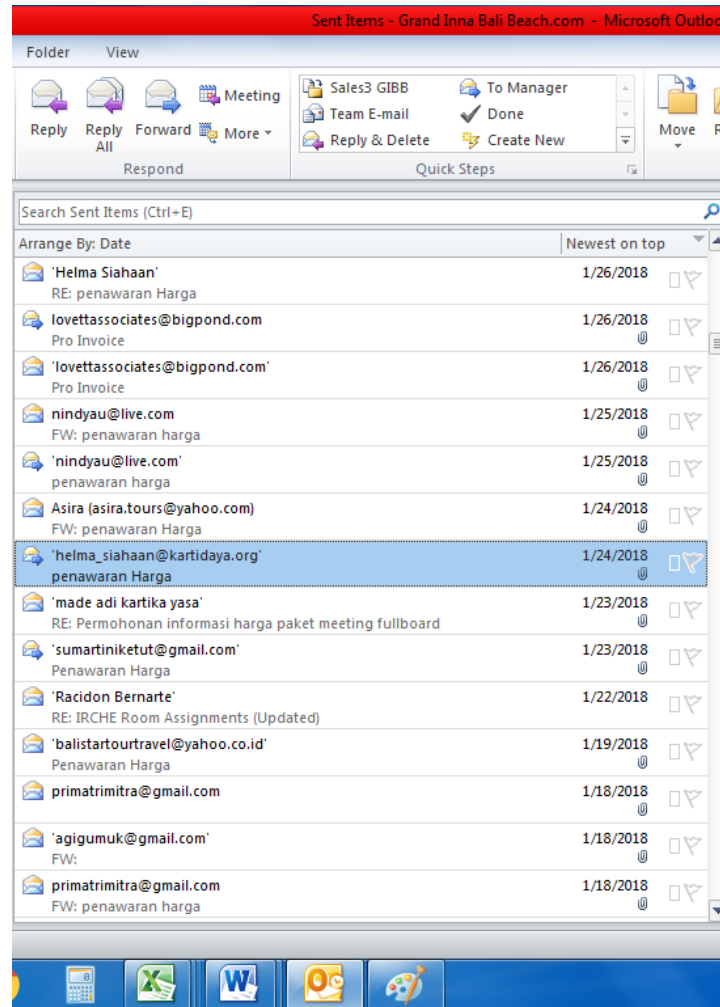 Sent Items - Grand Inna Bali Beach.com - Microsoft Outloo
Folder View
Reply
Reply All
Forward
Meeting
More
Respond
Sales3 GIBB
Team E-mail
Reply & Delete
To Manager
Done
Create New
Quick Steps
Move
R
Search Sent Items (Ctrl+E)
Arrange By: Date Newest on top
'Helma Siahaan' 1/26/2018
RE: penawaran Harga
lovettassociates@bigpond.com 1/26/2018
Pro Invoice
'lovettassociates@bigpond.com' 1/26/2018
Pro Invoice
nindyau@live.com 1/25/2018
FW: penawaran harga
'nindyau@live.com' 1/25/2018
penawaran harga
Asira (asira.tours@yahoo.com) 1/24/2018
FW: penawaran Harga
'helma_siahaan@kartidaya.org' 1/24/2018
penawaran Harga
'made adi kartika yasa' 1/23/2018
RE: Permohonan informasi harga paket meeting fullboard
'sumartiniketut@gmail.com' 1/23/2018
Penawaran Harga
'Racidon Bernarte' 1/22/2018
RE: IRCHE Room Assignments (Updated)
'balistartourtravel@yahoo.co.id' 1/19/2018
Penawaran Harga
primatrimitra@gmail.com 1/18/2018
'agigumuk@gmail.com' 1/18/2018
FW:
primatrimitra@gmail.com 1/18/2018
FW: penawaran harga